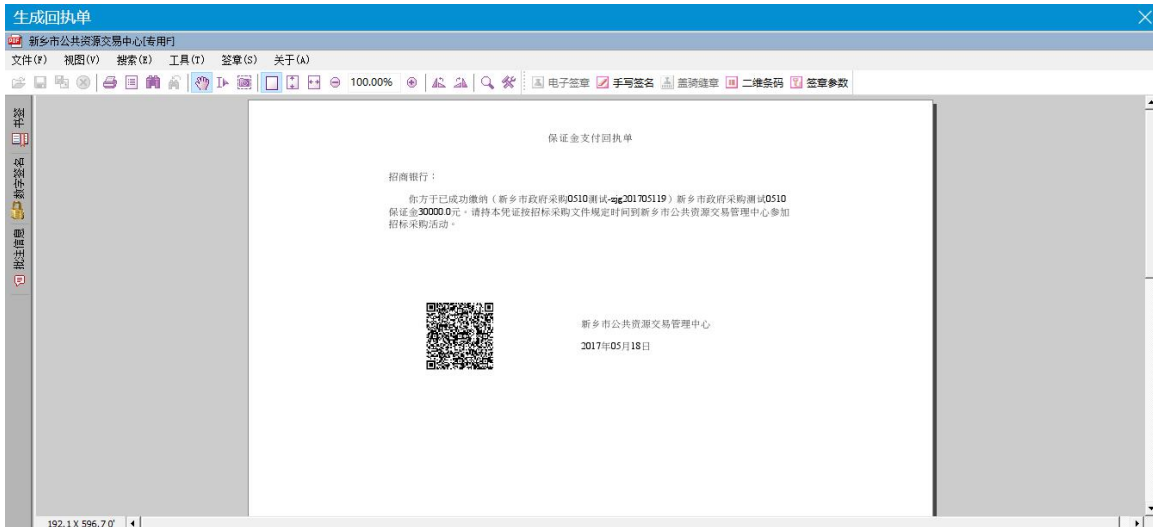 生成回执单
新乡市公共资源交易中心[专用F]
文件(F) 视图(V) 搜索(E) 工具(T) 签章(S) 关于(A)
100.00% 电子签章 手写签名 盖骑缝章 二维条码 签章参数
书签
数字签名
批注信息
保证金支付回执单
招商银行：
你方于已成功缴纳（新乡市政府采购0510测试-zjg201705119）新乡市政府采购测试0510
保证金30000.0元。请持本凭证按招标采购文件规定时间到新乡市公共资源交易管理中心参加
招标采购活动。
新乡市公共资源交易管理中心
2017年05月18日
192.1 X 596.7 0'